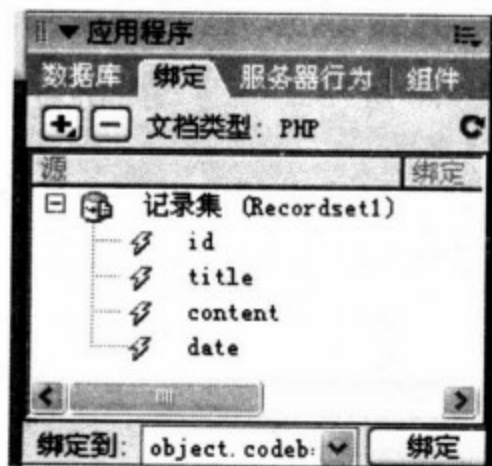 应用程序
数据库 绑定 服务器行为 组件
文档类型: PHP
源 绑定
记录集 (Recordset1)
id
title
content
date
绑定到: object.codeb 绑定